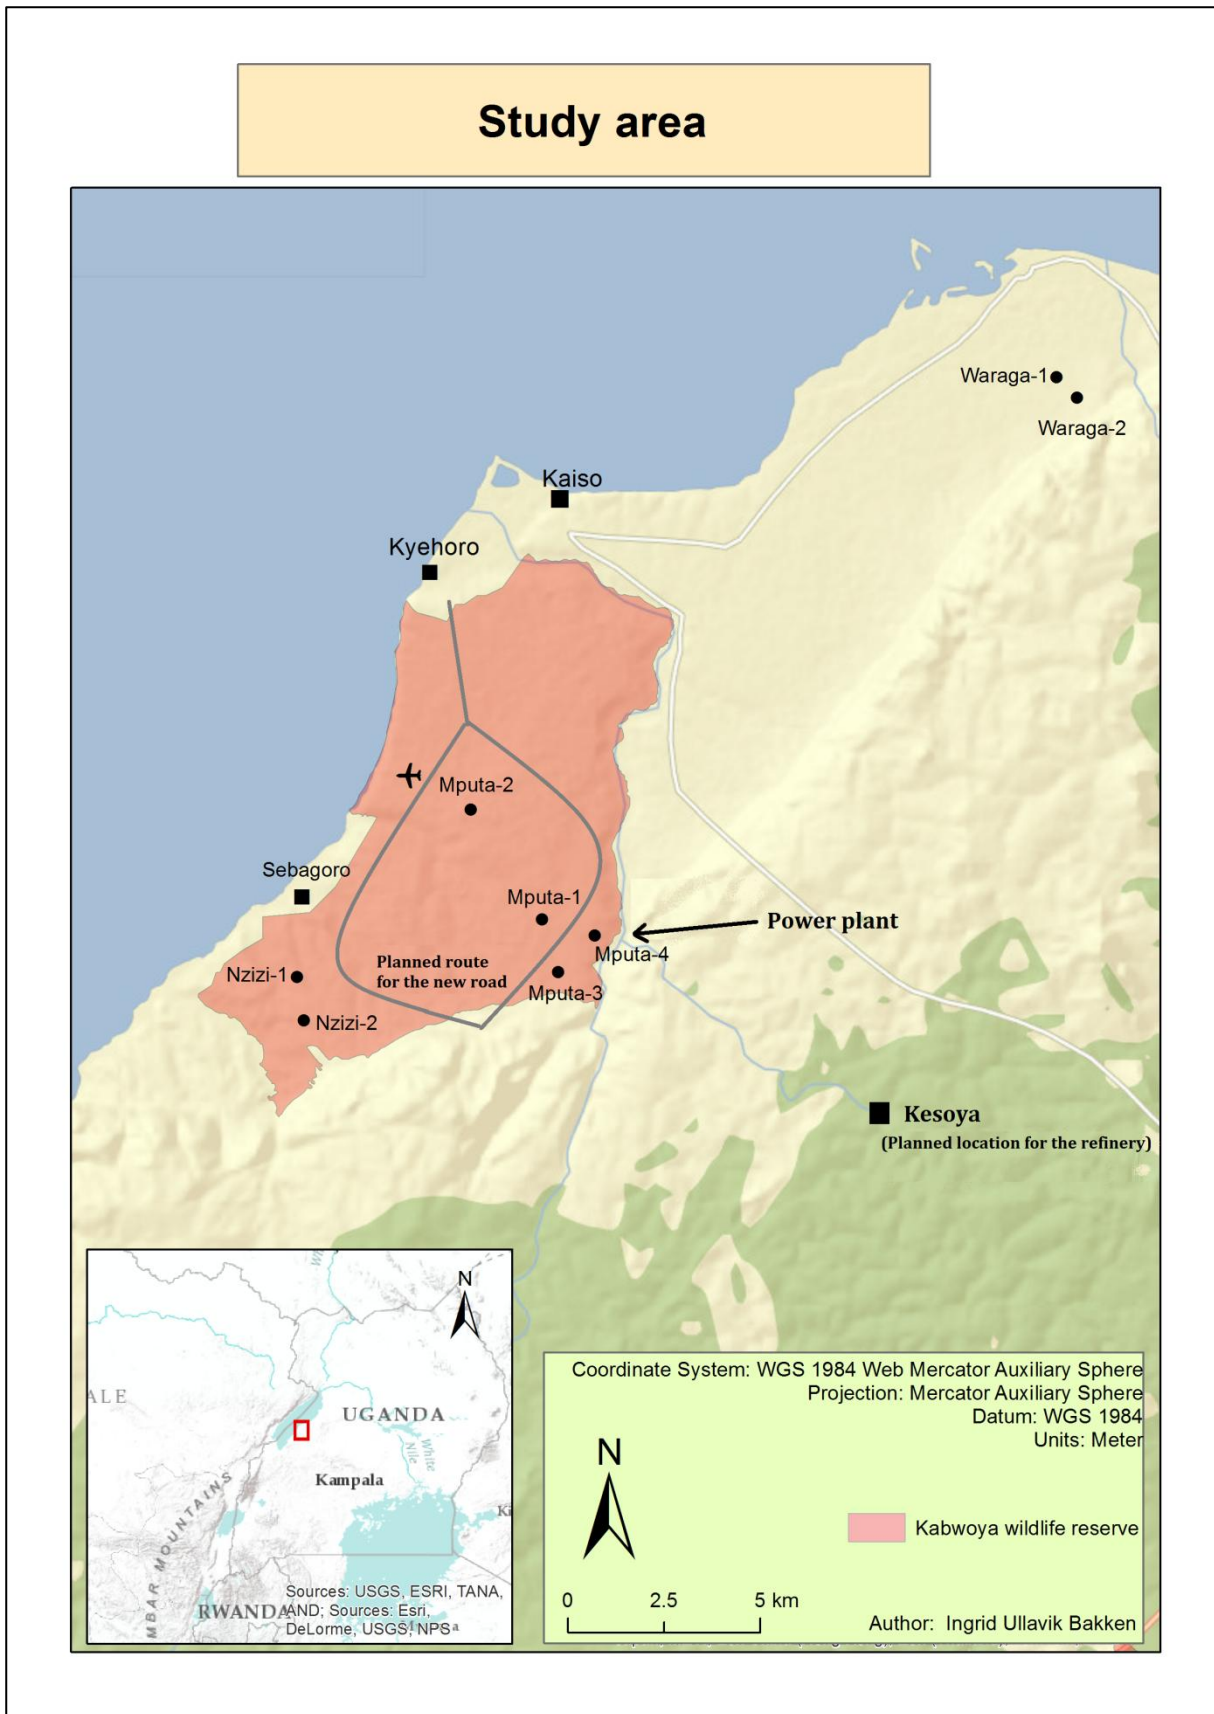 Study area
Waraga-1
Waraga-2
Kaiso
Kyehoro
Mputa-2
Sebagoro
Mputa-1
Power plant
Mputa-4
Planned route
for the new road
Nzizi-1
Mputa-3
Nzizi-2
Kesoya
(Planned location for the refinery)
N
UGANDA
White
Nile
Kampala
MBAR MOUNTAINS
RWANDA
Sources: USGS, ESRI, TANA,
AND; Sources: Esri,
DeLorme, USGS, NPS
Coordinate System: WGS 1984 Web Mercator Auxiliary Sphere
Projection: Mercator Auxiliary Sphere
Datum: WGS 1984
Units: Meter
N
Kabwoya wildlife reserve
0 2.5 5 km
Author: Ingrid Ullavik Bakken